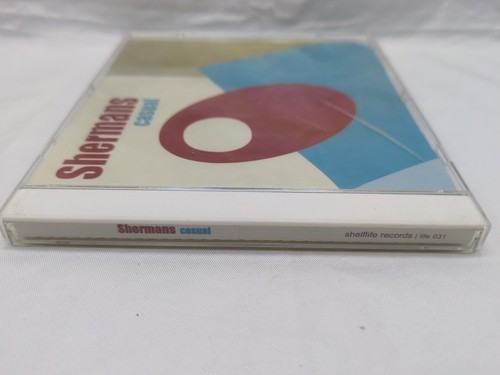 Shermans
casual
Shermans casual
shelflife records / life 031